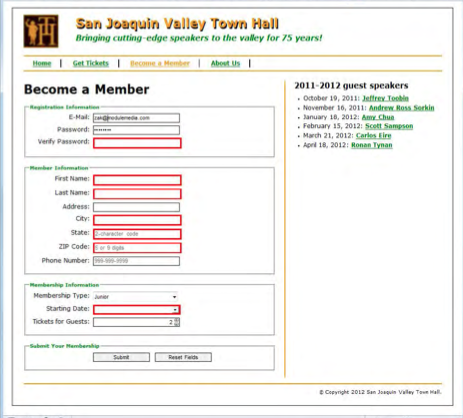 San Joaquin Valley Town Hall
Bringing cutting-edge speakers to the valley for 75 years!
Home | Get Tickets | Become a Member | About Us |
Become a Member
Registration Information
E-Mail: zak@modulemedia.com
Password: ••••••••
Verify Password:
Member Information
First Name:
Last Name:
Address:
City:
State: 2-character code
ZIP Code: 5 or 9 digits
Phone Number: 999-999-9999
Membership Information
Membership Type: Junior
Starting Date:
Tickets for Guests: 2
Submit Your Membership
Submit Reset Fields
2011-2012 guest speakers
• October 19, 2011: Jeffrey Toobin
• November 16, 2011: Andrew Ross Sorkin
• January 18, 2012: Amy Chua
• February 15, 2012: Scott Sampson
• March 21, 2012: Carlos Eire
• April 18, 2012: Ronan Tynan
© Copyright 2012 San Joaquin Valley Town Hall.